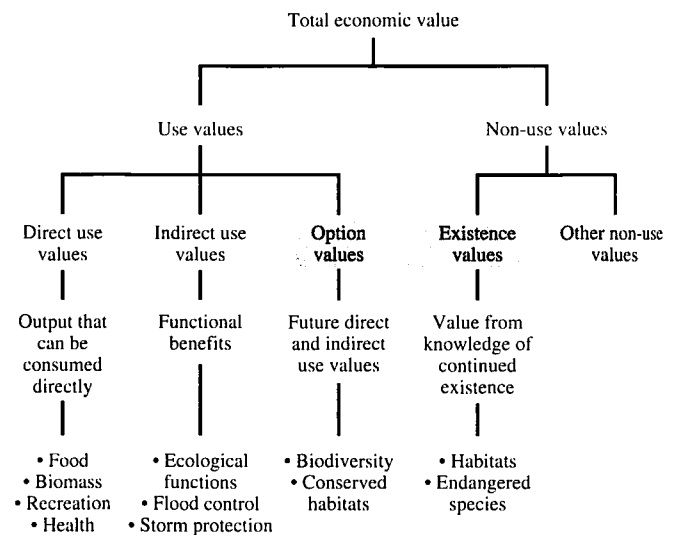 Total economic value
Use values
Non-use values
Direct use
values
Indirect use
values
Option
values
Existence
values
Other non-use
values
Output that
can be
consumed
directly
Functional
benefits
Future direct
and indirect
use values
Value from
knowledge of
continued
existence
• Food
• Biomass
• Recreation
• Health
• Ecological
functions
• Flood control
• Storm protection
• Biodiversity
• Conserved
habitats
• Habitats
• Endangered
species